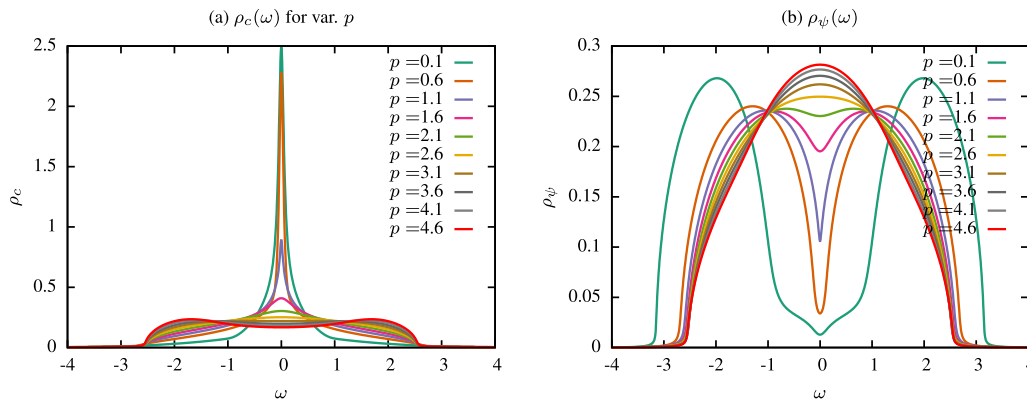 (a) ρc(ω) for var. p
ρc
2.5
2
1.5
1
0.5
0
-4
-3
-2
-1
0
1
2
3
4
ω
p =0.1
p =0.6
p =1.1
p =1.6
p =2.1
p =2.6
p =3.1
p =3.6
p =4.1
p =4.6
(b) ρψ(ω)
ρψ
0.3
0.25
0.2
0.15
0.1
0.05
0
-4
-3
-2
-1
0
1
2
3
4
ω
p =0.1
p =0.6
p =1.1
p =1.6
p =2.1
p =2.6
p =3.1
p =3.6
p =4.1
p =4.6